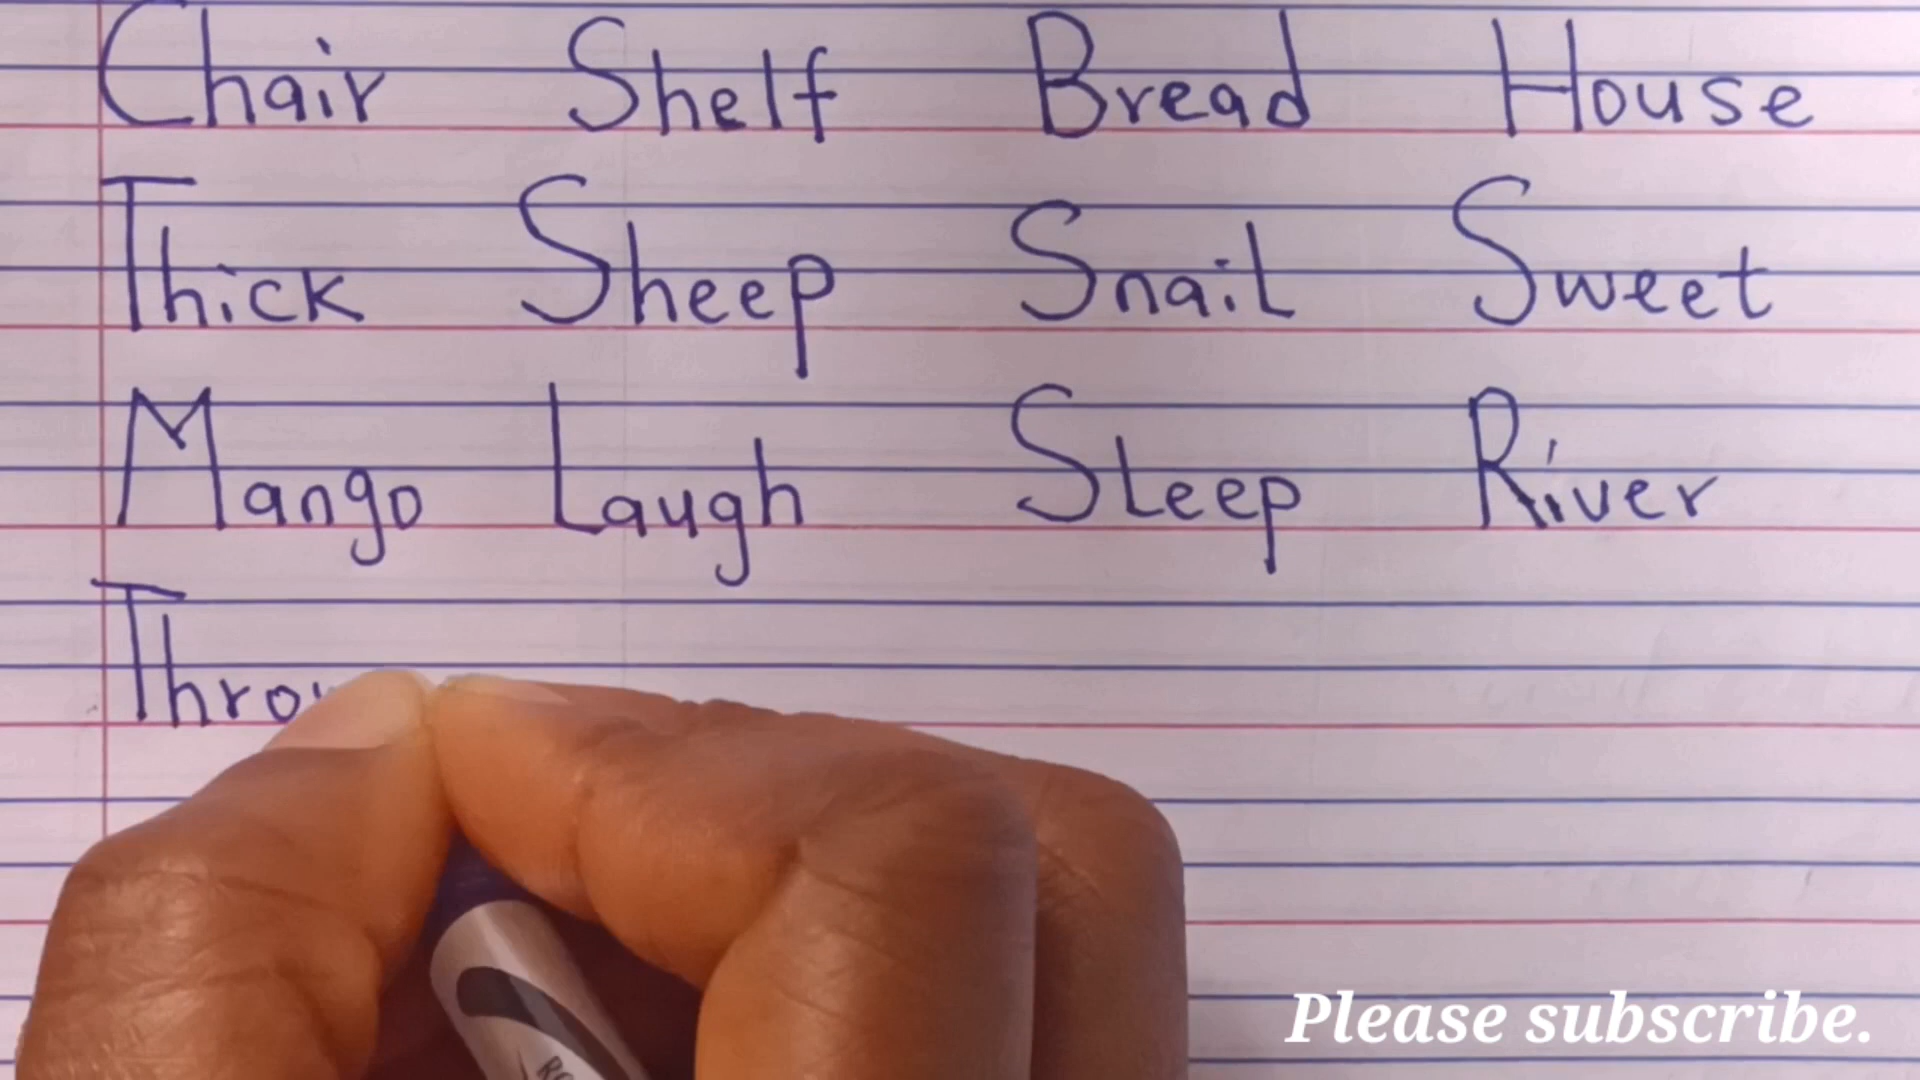 Chair Shelf Bread House
Thick Sheep Snail Sweet
Mango Laugh Sleep River
Please subscribe.